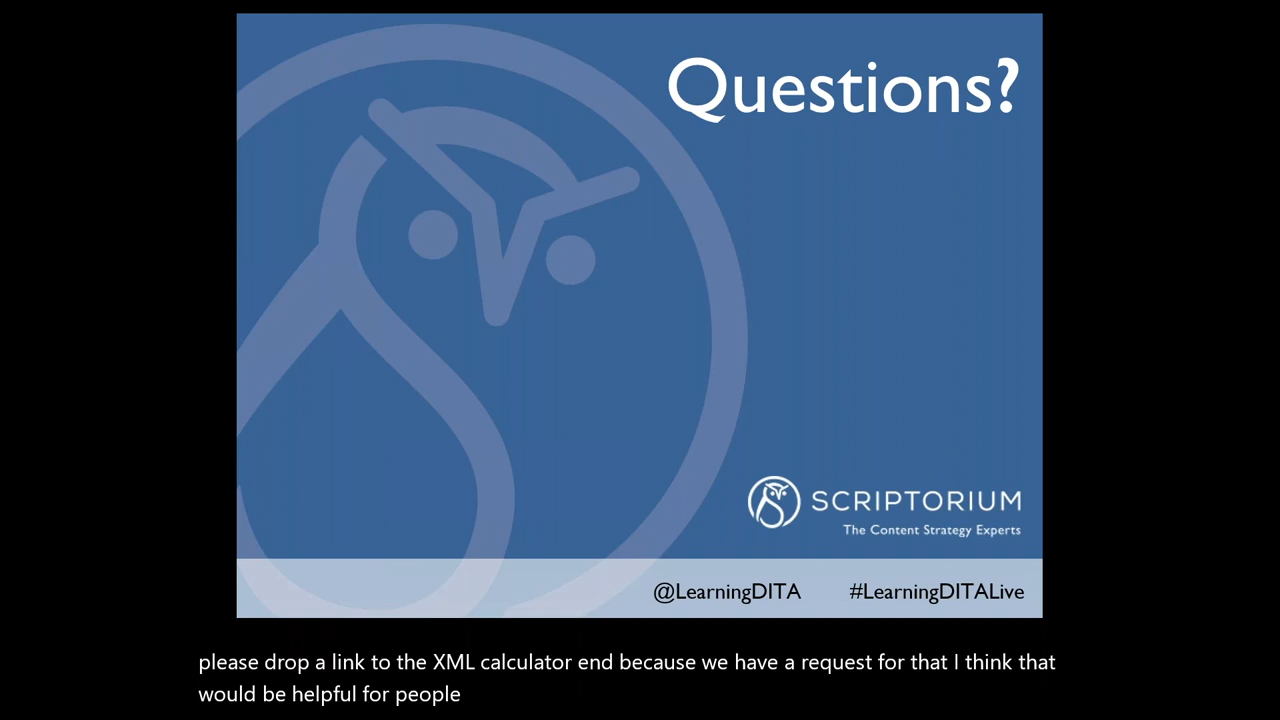 Questions?
SCRIPTORIUM
The Content Strategy Experts
@LearningDITA #LearningDITALive
please drop a link to the XML calculator end because we have a request for that I think that
would be helpful for people